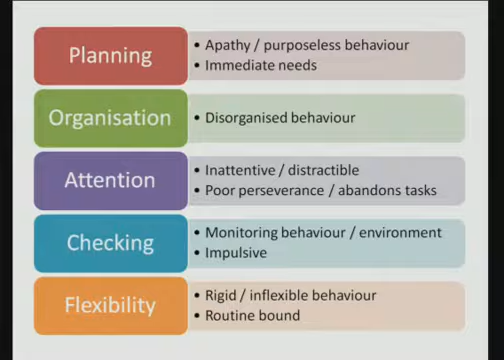 Planning
• Apathy / purposeless behaviour
• Immediate needs
Organisation
• Disorganised behaviour
Attention
• Inattentive / distractible
• Poor perseverance / abandons tasks
Checking
• Monitoring behaviour / environment
• Impulsive
Flexibility
• Rigid / inflexible behaviour
• Routine bound